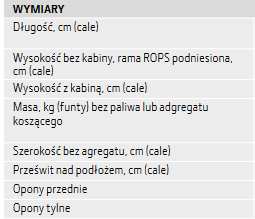 WYMIARY
Długość, cm (cale)
Wysokość bez kabiny, rama ROPS podniesiona,
cm (cale)
Wysokość z kabiną, cm (cale)
Masa, kg (funty) bez paliwa lub adgregatu
koszącego
Szerokość bez agregatu, cm (cale)
Prześwit nad podłożem, cm (cale)
Opony przednie
Opony tylne